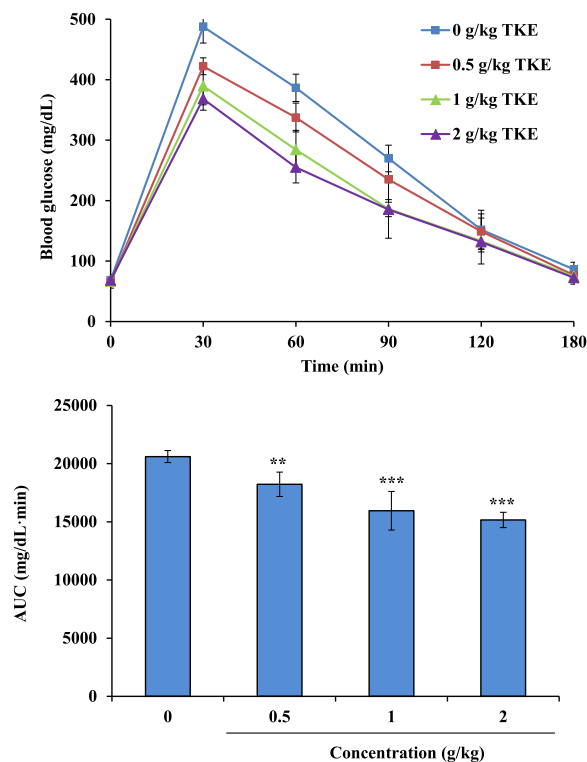 500
400
300
200
100
0
Blood glucose (mg/dL)
0 g/kg TKE
0.5 g/kg TKE
1 g/kg TKE
2 g/kg TKE
0 30 60 90 120 180
Time (min)
25000
20000
15000
10000
5000
0
AUC (mg/dL·min)
**
***
***
0 0.5 1 2
Concentration (g/kg)